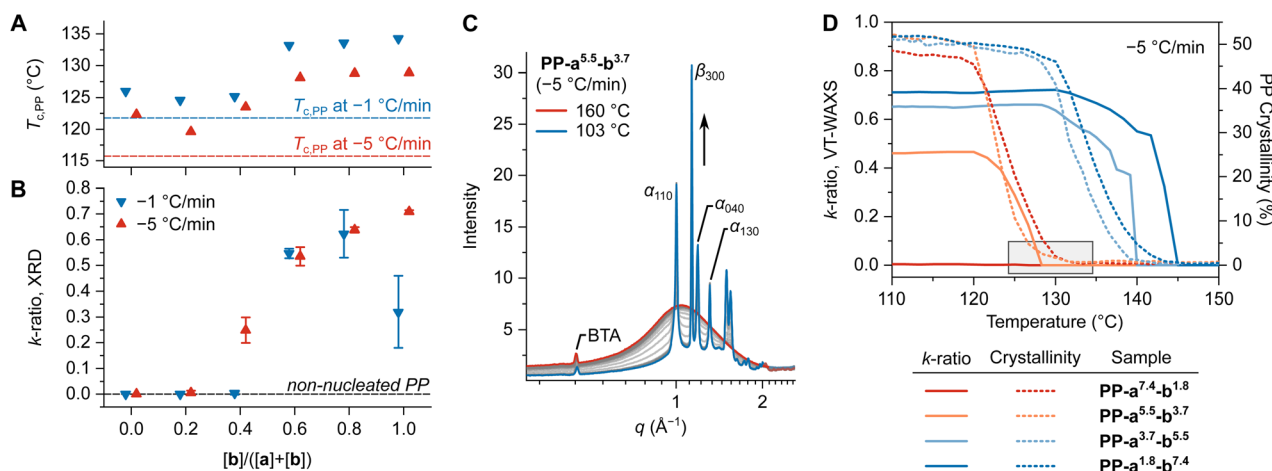 A
135
130
125
120
115
T_c,PP (°C)
T_c,PP at −1 °C/min
T_c,PP at −5 °C/min
B
0.8
0.7
0.6
0.5
0.4
0.3
0.2
0.1
0.0
k-ratio, XRD
−1 °C/min
−5 °C/min
non-nucleated PP
0.0 0.2 0.4 0.6 0.8 1.0
[b]/([a]+[b])
C
30
25
20
15
10
5
Intensity
PP-a^5.5-b^3.7
(−5 °C/min)
160 °C
103 °C
β_300
α_110
α_040
α_130
BTA
1 2
q (Å^−1)
D
1.0
0.8
0.6
0.4
0.2
0.0
k-ratio, VT-WAXS
−5 °C/min
50
40
30
20
10
0
PP Crystallinity (%)
110 120 130 140 150
Temperature (°C)
k-ratio Crystallinity Sample
PP-a^7.4-b^1.8
PP-a^5.5-b^3.7
PP-a^3.7-b^5.5
PP-a^1.8-b^7.4